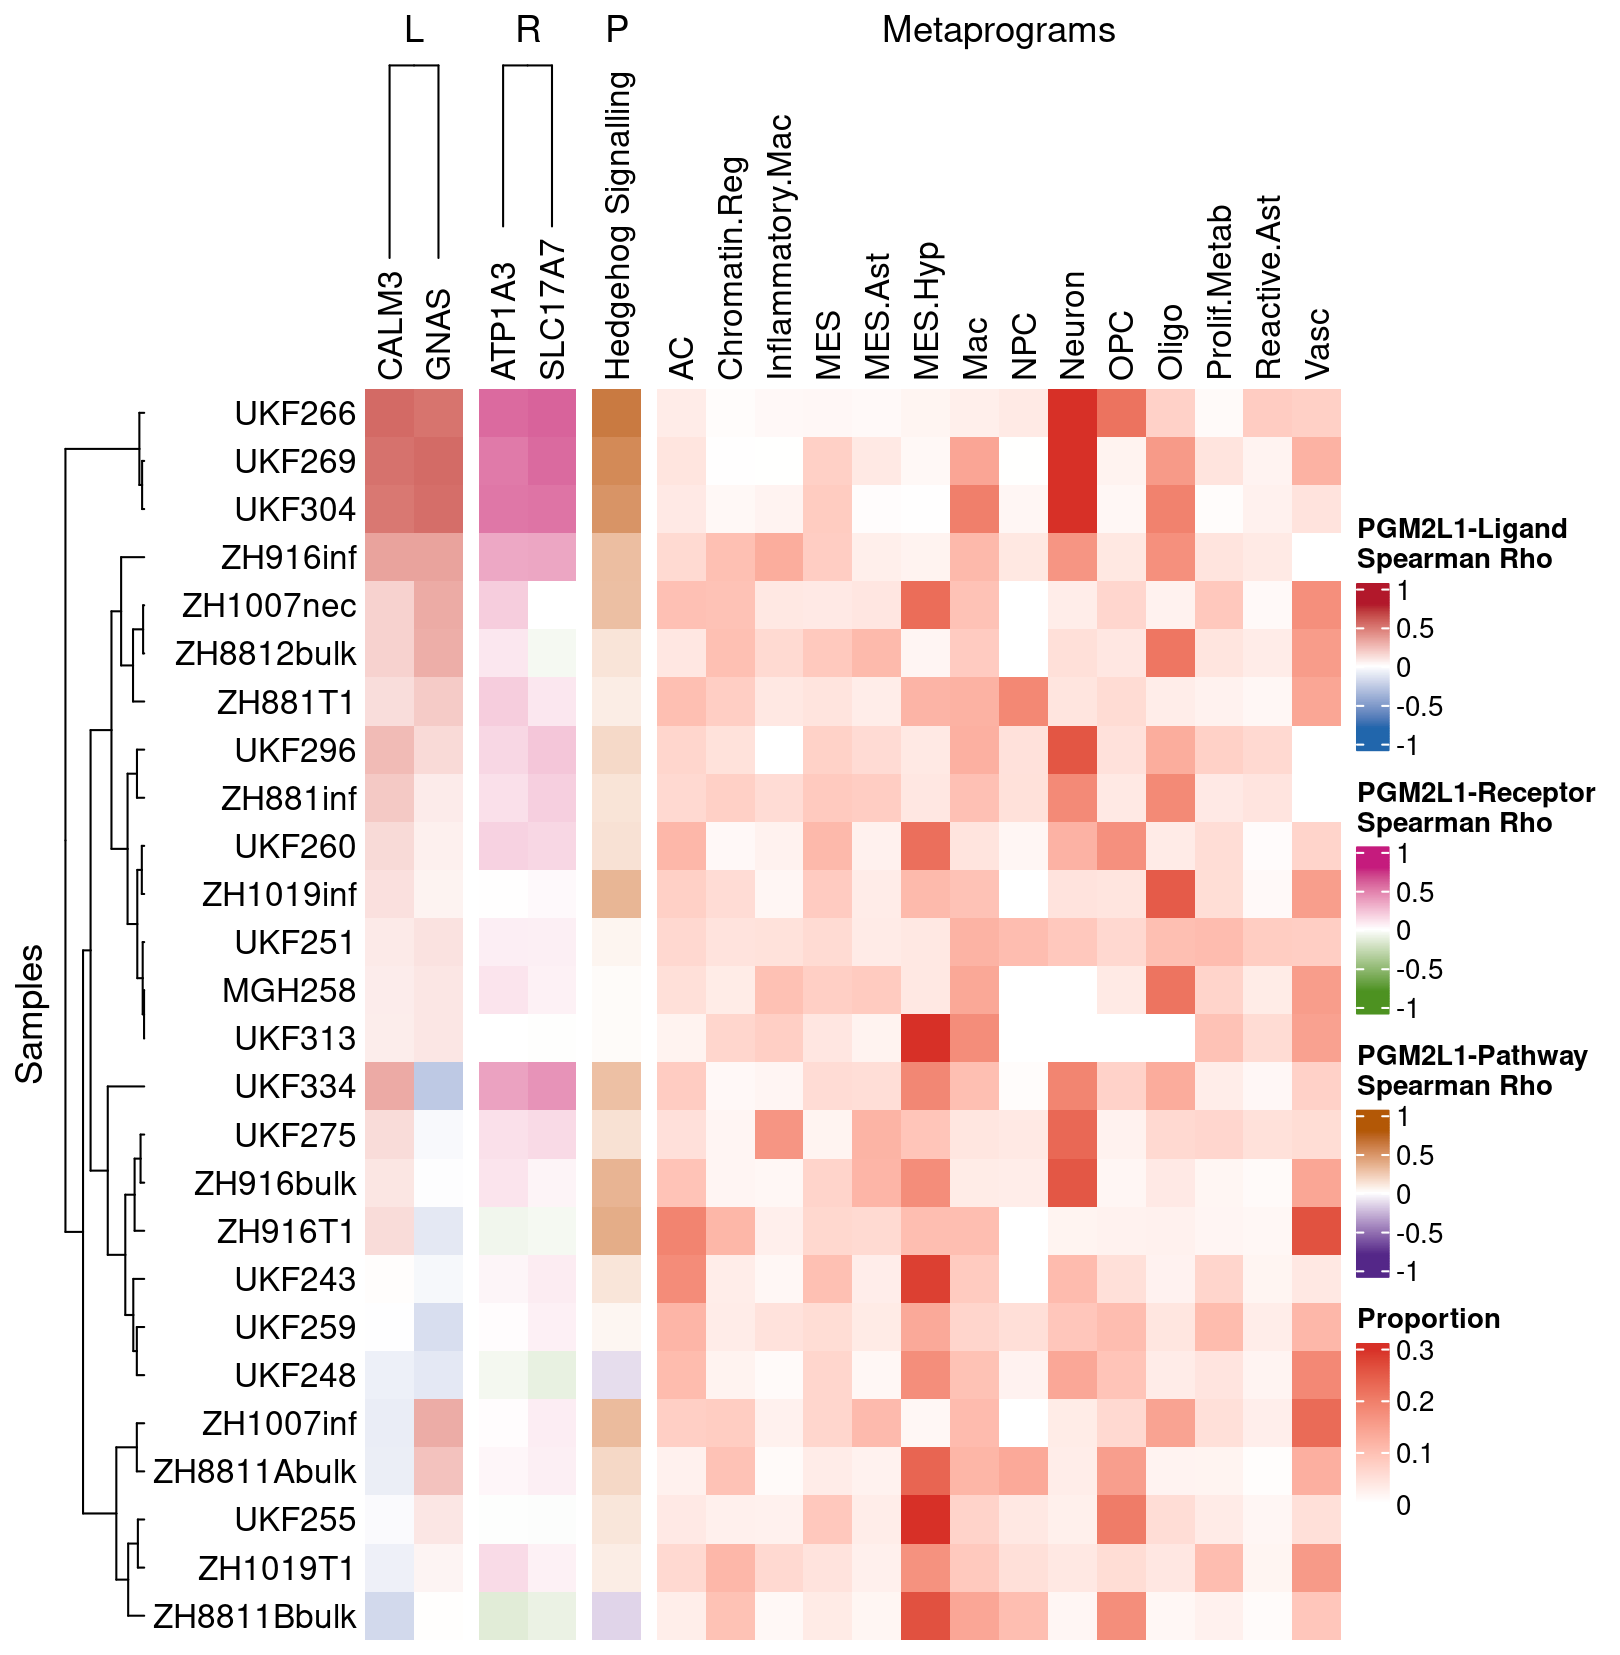 L R P Metaprograms
CALM3
GNAS
ATP1A3
SLC17A7
Hedgehog Signalling
AC
Chromatin.Reg
Inflammatory.Mac
MES
MES.Ast
MES.Hyp
Mac
NPC
Neuron
OPC
Oligo
Prolif.Metab
Reactive.Ast
Vasc
Samples
UKF266
UKF269
UKF304
ZH916inf
ZH1007nec
ZH8812bulk
ZH881T1
UKF296
ZH881inf
UKF260
ZH1019inf
UKF251
MGH258
UKF313
UKF334
UKF275
ZH916bulk
ZH916T1
UKF243
UKF259
UKF248
ZH1007inf
ZH8811Abulk
UKF255
ZH1019T1
ZH8811Bbulk
PGM2L1-Ligand
Spearman Rho
1
0.5
0
-0.5
-1
PGM2L1-Receptor
Spearman Rho
1
0.5
0
-0.5
-1
PGM2L1-Pathway
Spearman Rho
1
0.5
0
-0.5
-1
Proportion
0.3
0.2
0.1
0